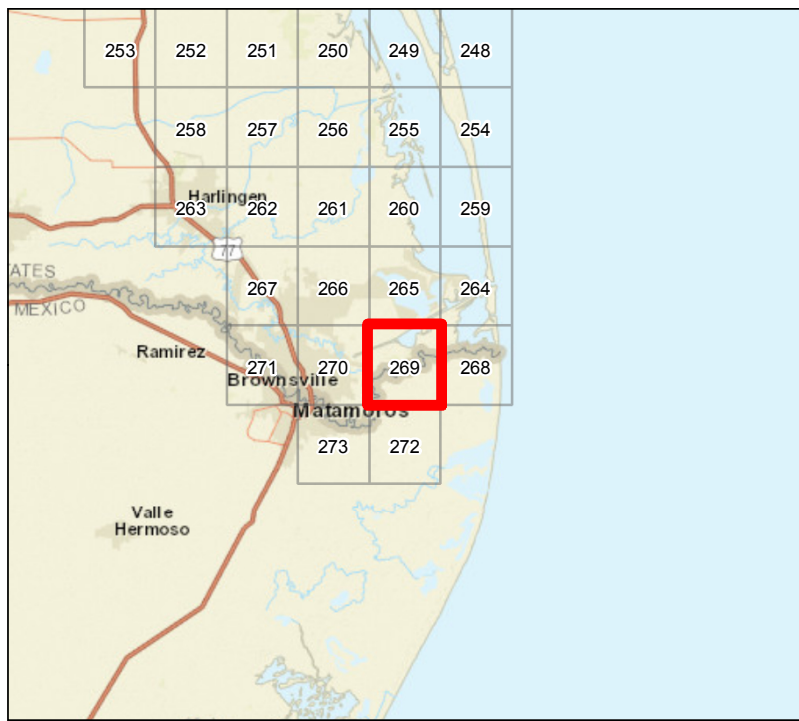 253 252 251 250 249 248
258 257 256 255 254
Harlingen
263 262 261 260 259
77
ATES
MEXICO
267 266 265 264
Ramirez
271 270 269 268
Brownsville
Matamoros
273 272
Valle
Hermoso